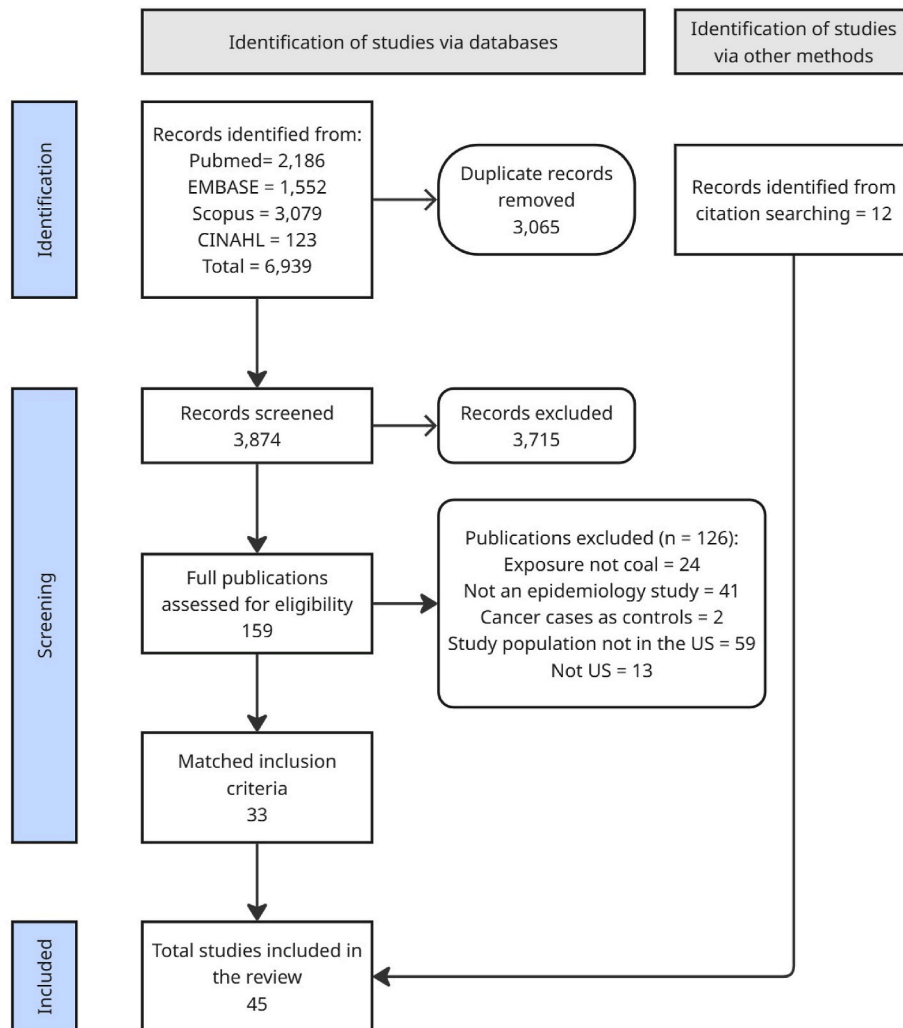 Identification of studies via databases
Identification of studies
via other methods
Identification
Records identified from:
Pubmed= 2,186
EMBASE = 1,552
Scopus = 3,079
CINAHL = 123
Total = 6,939
Duplicate records
removed
3,065
Records identified from
citation searching = 12
Screening
Records screened
3,874
Records excluded
3,715
Full publications
assessed for eligibility
159
Publications excluded (n = 126):
Exposure not coal = 24
Not an epidemiology study = 41
Cancer cases as controls = 2
Study population not in the US = 59
Not US = 13
Matched inclusion
criteria
33
Included
Total studies included in
the review
45